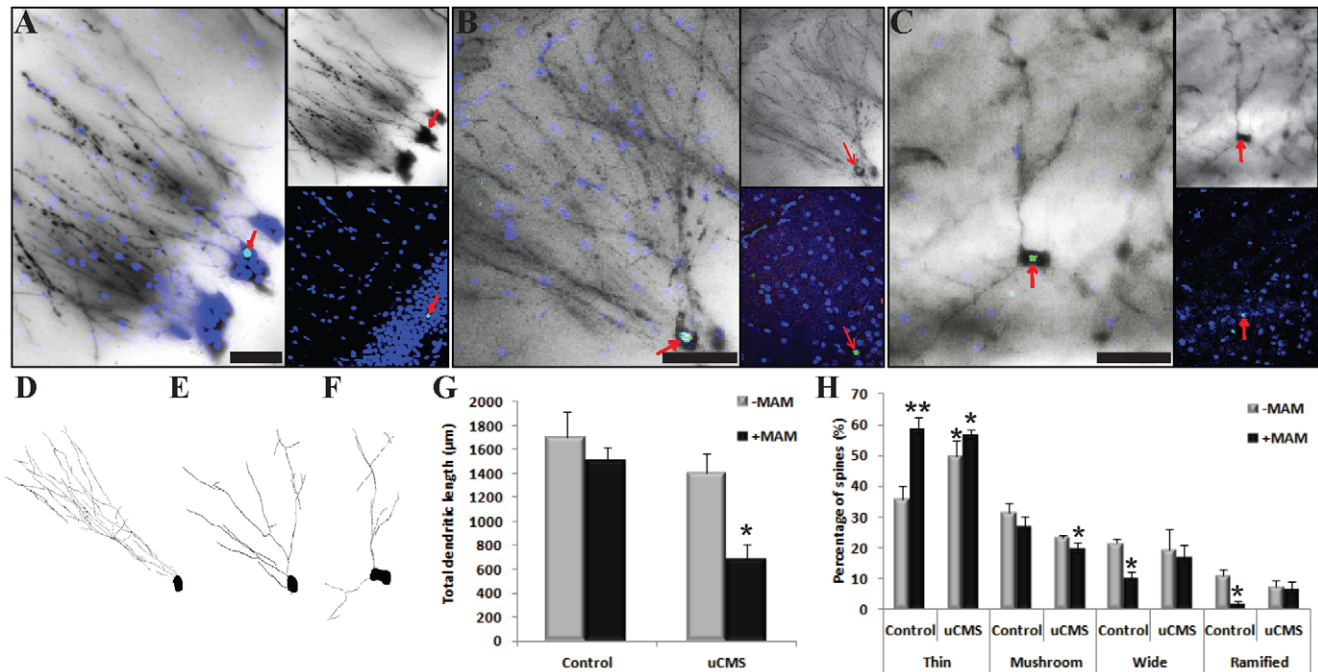 A
B
C
D
E
F
G
H
Total dendritic length (µm)
2000
1800
1600
1400
1200
1000
800
600
400
200
0
-MAM
+MAM
*
Control
uCMS
Percentage of spines (%)
70
60
50
40
30
20
10
0
-MAM
+MAM
**
*
*
*
*
*
Control uCMS Control uCMS Control uCMS Control uCMS
Thin Mushroom Wide Ramified